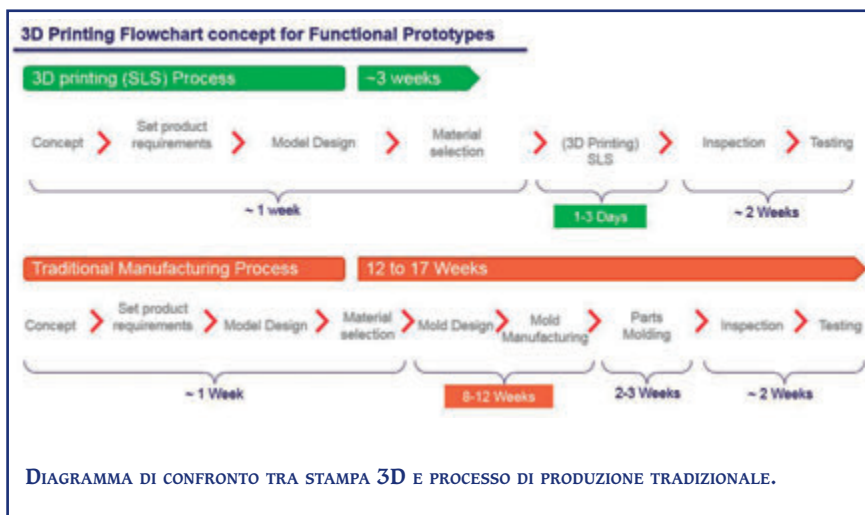 3D Printing Flowchart concept for Functional Prototypes
3D printing (SLS) Process
~3 weeks
Concept
Set product
requirements
Model Design
Material
selection
(3D Printing)
SLS
Inspection
Testing
~ 1 week
1-3 Days
~ 2 Weeks
Traditional Manufacturing Process
12 to 17 Weeks
Concept
Set product
requirements
Model Design
Material
selection
Mold Design
Mold
Manufacturing
Parts
Molding
Inspection
Testing
~ 1 Week
8-12 Weeks
2-3 Weeks
~ 2 Weeks
Diagramma di confronto tra stampa 3D e processo di produzione tradizionale.